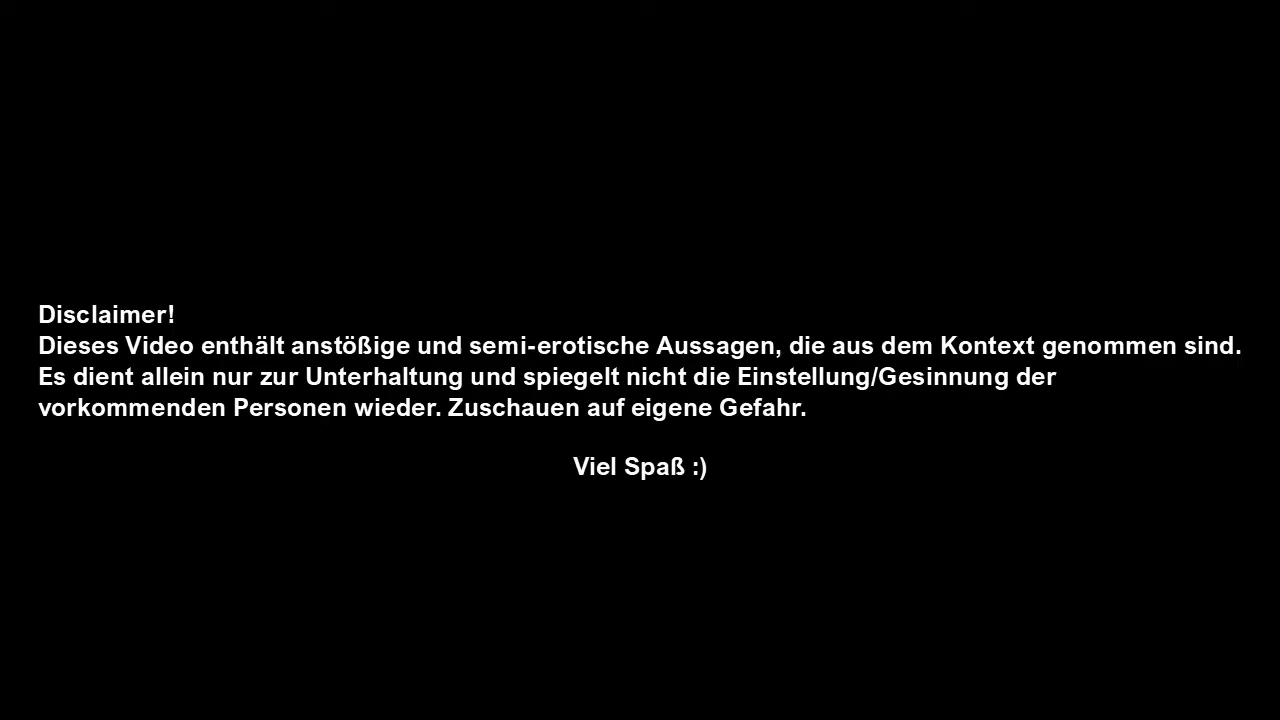 Disclaimer!
Dieses Video enthält anstößige und semi-erotische Aussagen, die aus dem Kontext genommen sind.
Es dient allein nur zur Unterhaltung und spiegelt nicht die Einstellung/Gesinnung der
vorkommenden Personen wieder. Zuschauen auf eigene Gefahr.
Viel Spaß :)